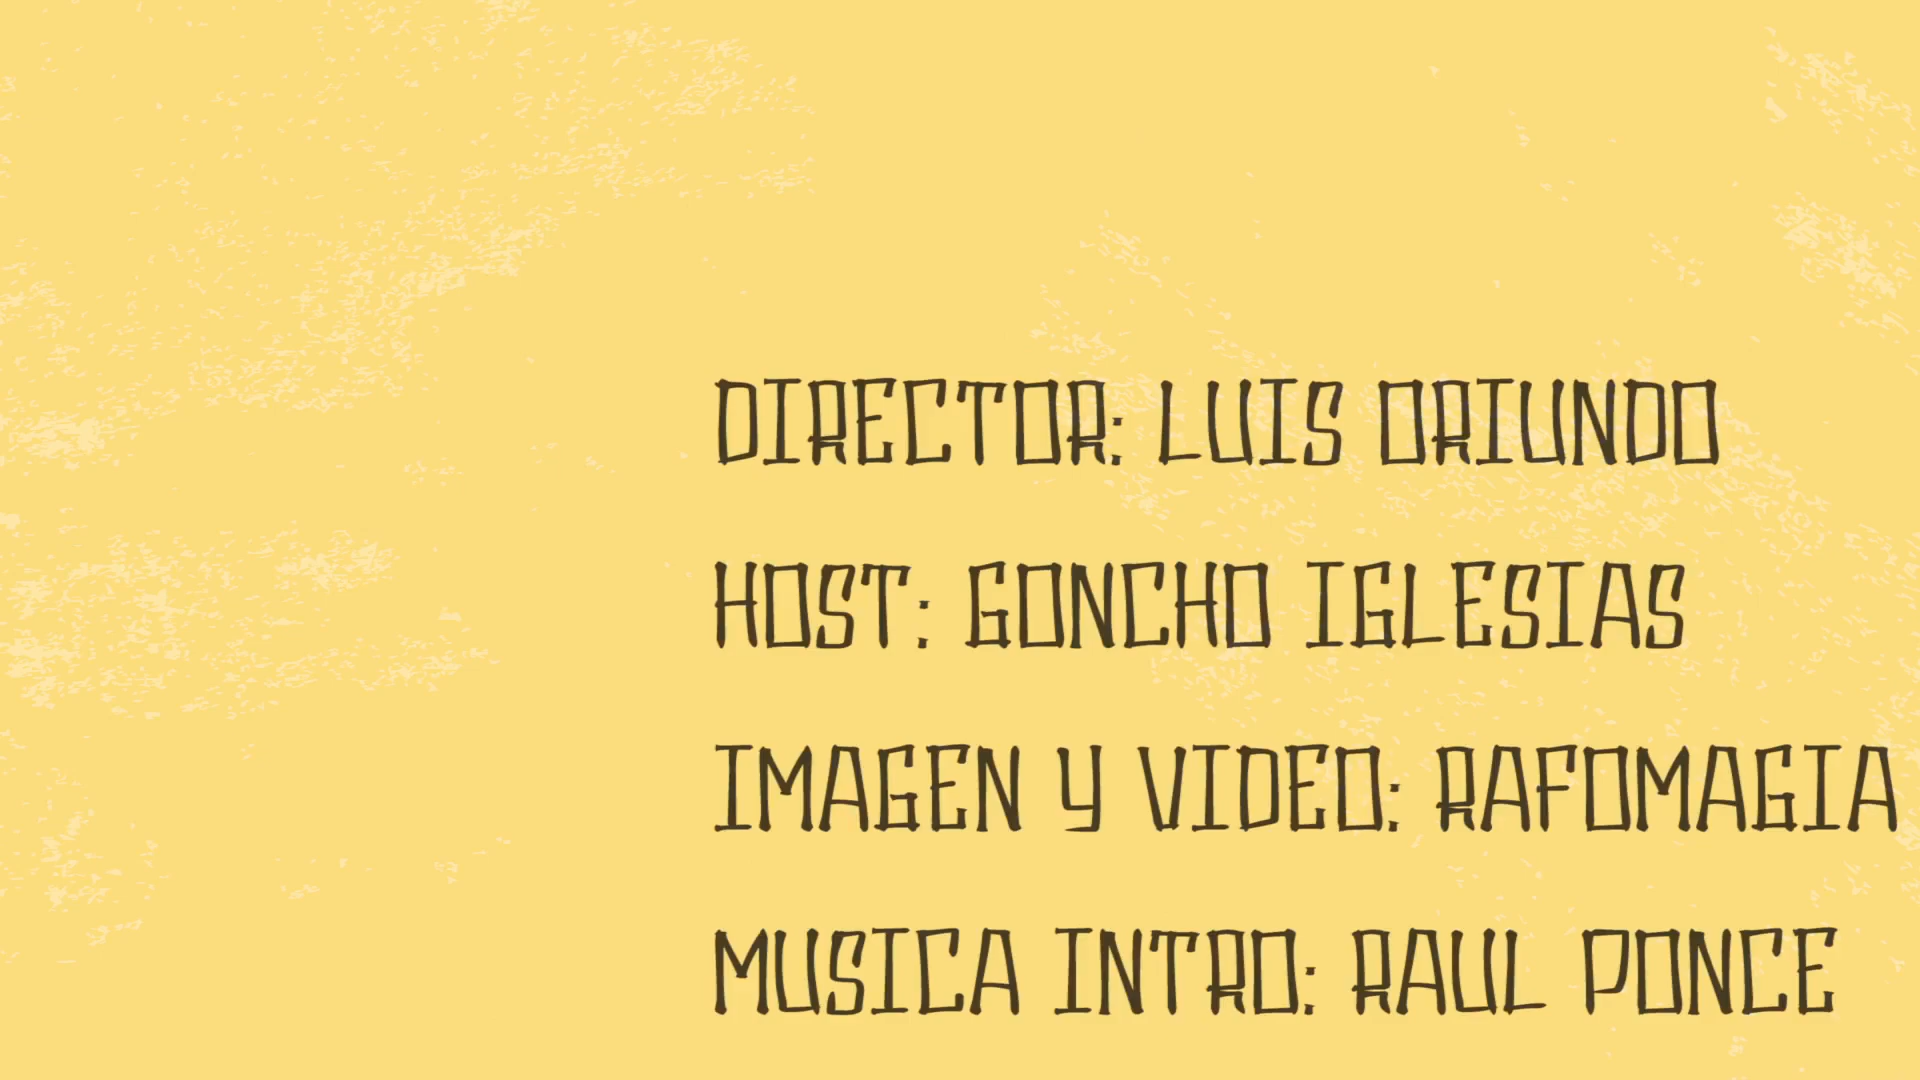 DIRECTOR: LUIS ORIUNDO
HOST: GONCHO IGLESIAS
IMAGEN Y VIDEO: RAFOMAGIA
MUSICA INTRO: RAUL PONCE